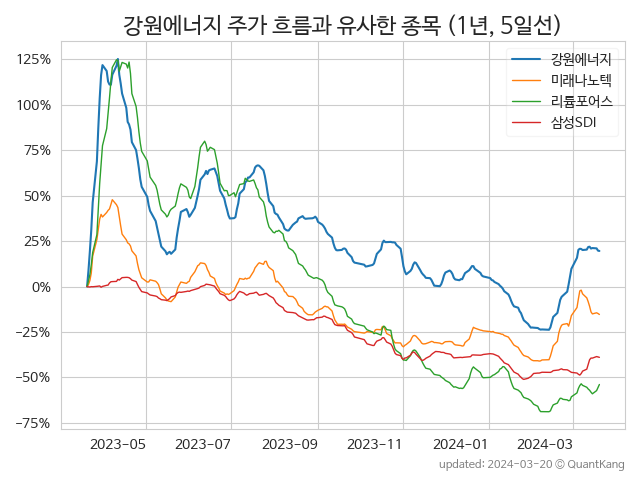 강원에너지 주가 흐름과 유사한 종목 (1년, 5일선)
강원에너지
미래나노텍
리튬포어스
삼성SDI
125%
100%
75%
50%
25%
0%
−25%
−50%
−75%
2023-05 2023-07 2023-09 2023-11 2024-01 2024-03
updated: 2024-03-20 © QuantKang